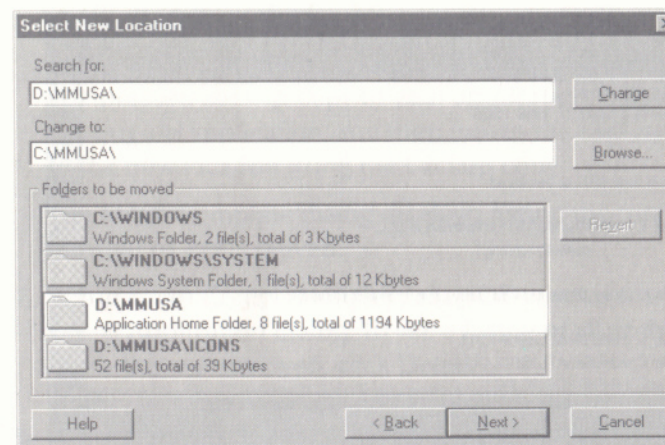 Select New Location
Search for:
D:\MMUSA\
Change
Change to:
C:\MMUSA\
Browse...
Folders to be moved
C:\WINDOWS
Windows Folder, 2 file(s), total of 3 Kbytes
Revert
C:\WINDOWS\SYSTEM
Windows System Folder, 1 file(s), total of 12 Kbytes
D:\MMUSA
Application Home Folder, 8 file(s), total of 1194 Kbytes
D:\MMUSA\ICONS
52 file(s), total of 39 Kbytes
Help
< Back
Next >
Cancel